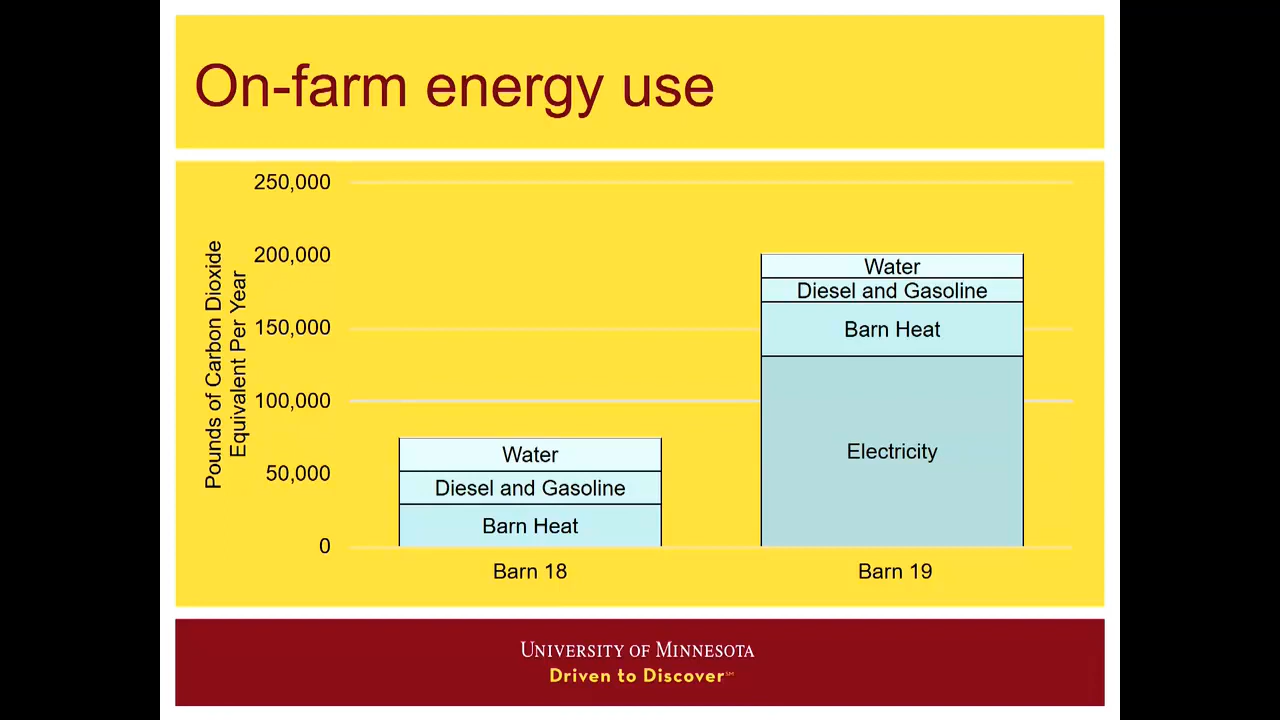 On-farm energy use
Pounds of Carbon Dioxide
Equivalent Per Year
250,000
200,000
150,000
100,000
50,000
0
Water
Diesel and Gasoline
Barn Heat
Water
Diesel and Gasoline
Barn Heat
Electricity
Barn 18
Barn 19
UNIVERSITY OF MINNESOTA
Driven to Discover℠